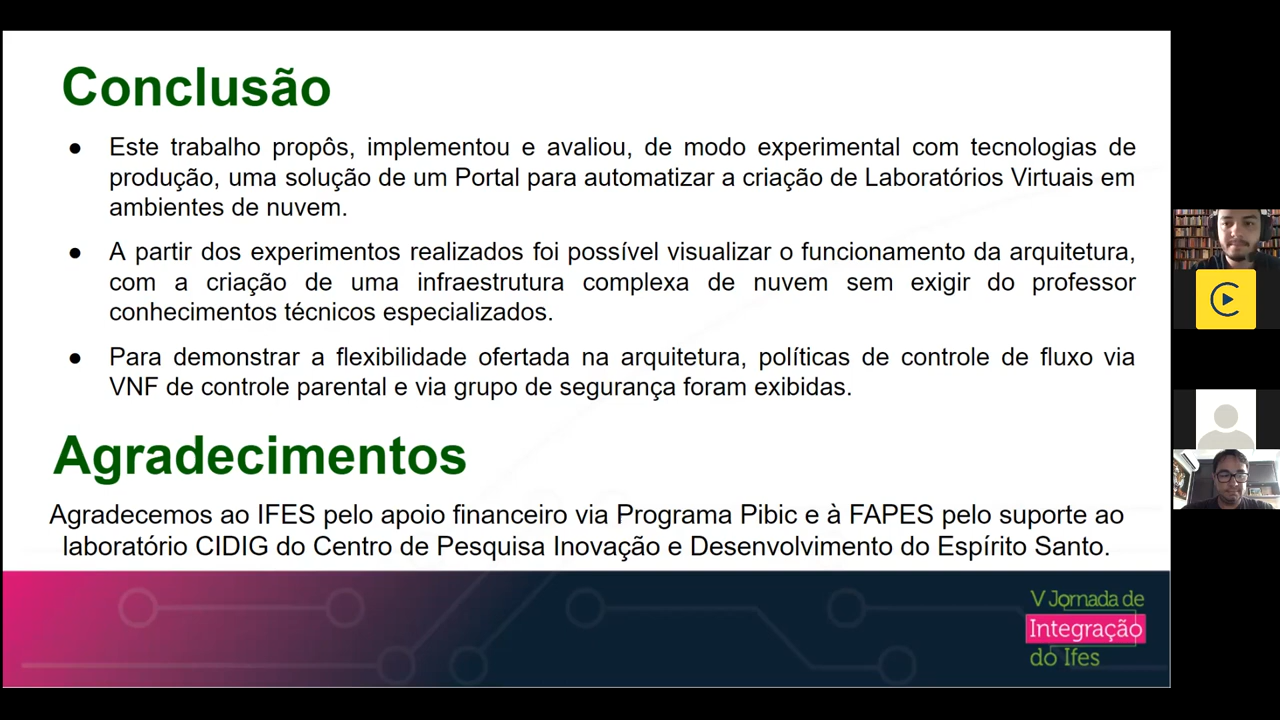 Conclusão
● Este trabalho propôs, implementou e avaliou, de modo experimental com tecnologias de
produção, uma solução de um Portal para automatizar a criação de Laboratórios Virtuais em
ambientes de nuvem.
● A partir dos experimentos realizados foi possível visualizar o funcionamento da arquitetura,
com a criação de uma infraestrutura complexa de nuvem sem exigir do professor
conhecimentos técnicos especializados.
● Para demonstrar a flexibilidade ofertada na arquitetura, políticas de controle de fluxo via
VNF de controle parental e via grupo de segurança foram exibidas.
Agradecimentos
Agradecemos ao IFES pelo apoio financeiro via Programa Pibic e à FAPES pelo suporte ao
laboratório CIDIG do Centro de Pesquisa Inovação e Desenvolvimento do Espírito Santo.
V Jornada de
Integração
do Ifes